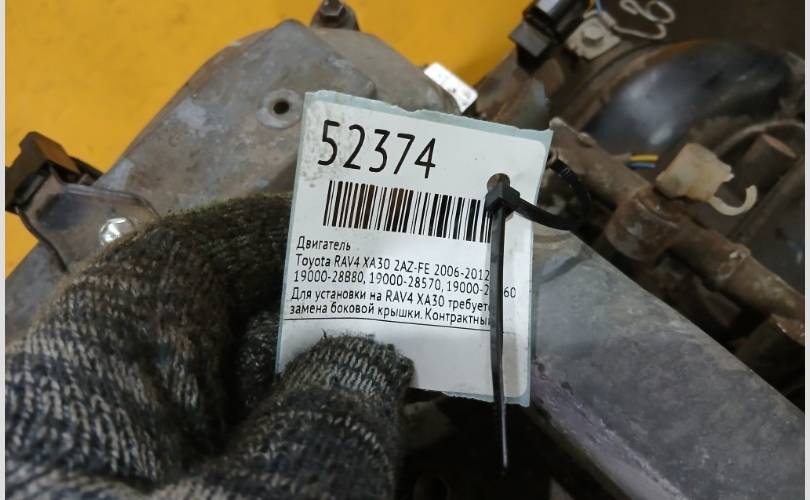 52374
Двигатель
Toyota RAV4 XA30 2AZ-FE 2006-2012
19000-28B80, 19000-28570,
Для установки на RAV4 XA30
замена боковой крышки.